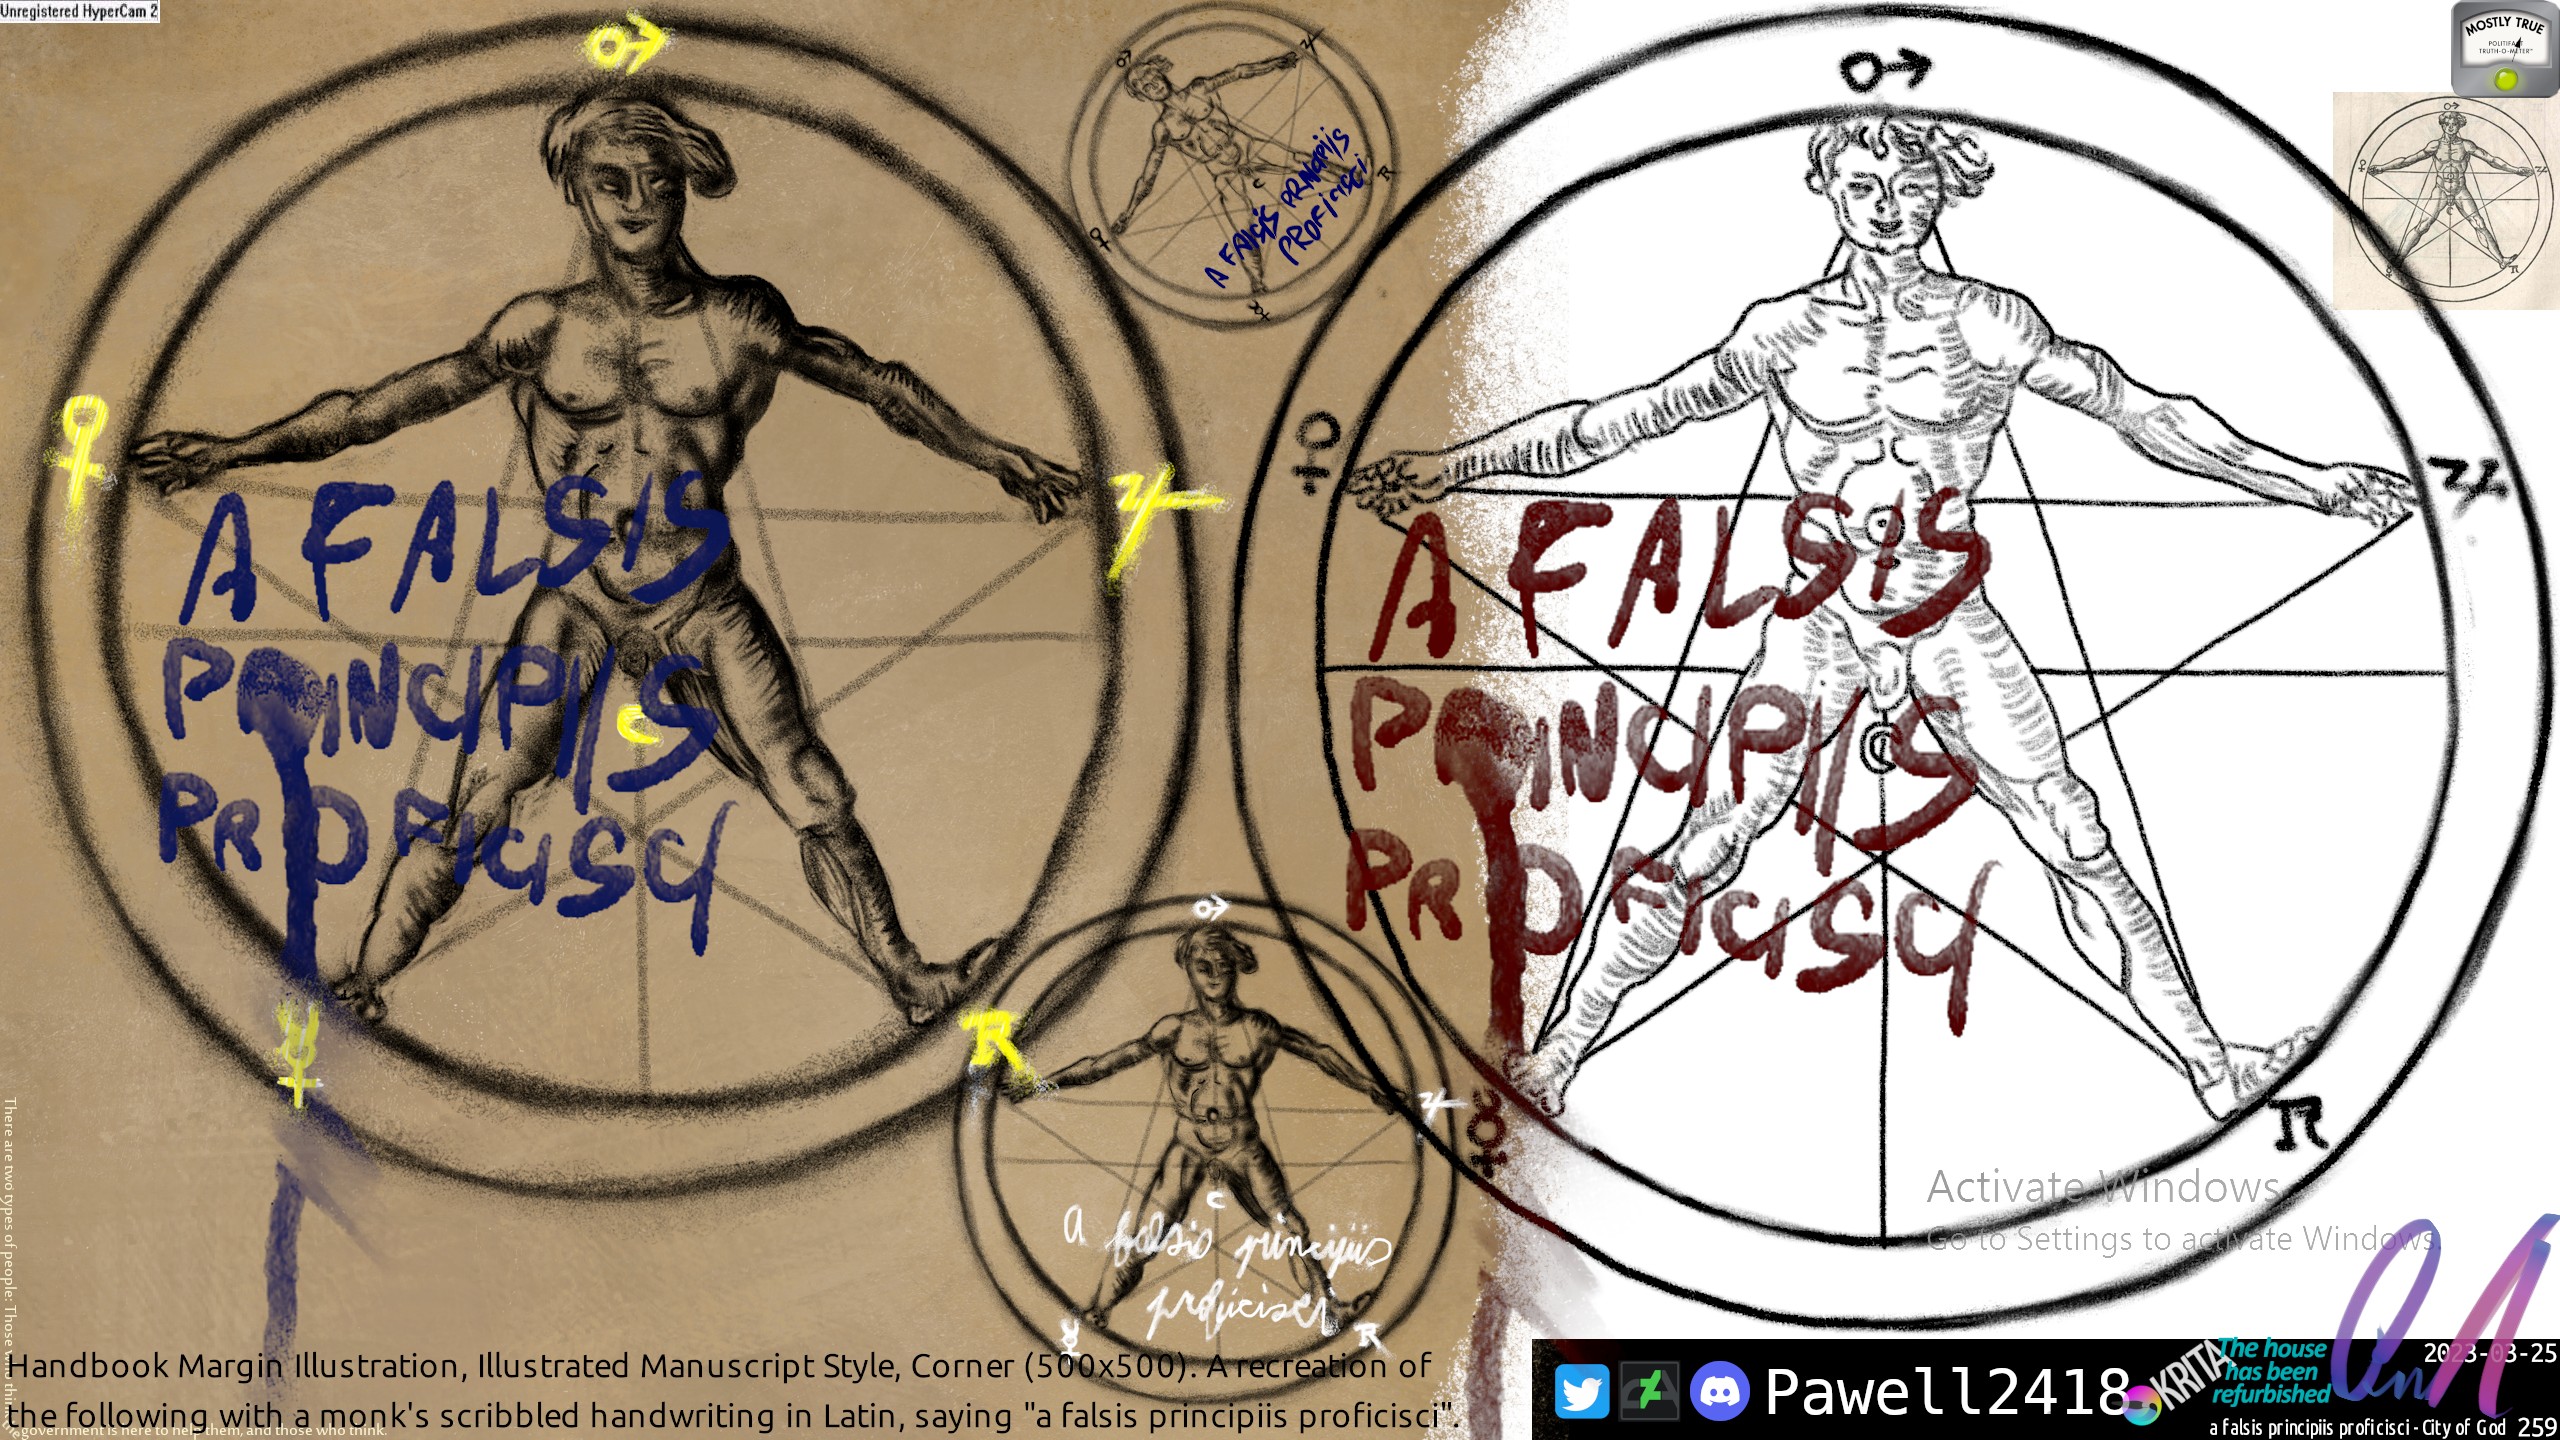 Unregistered HyperCam 2
MOSTLY TRUE
POLITIFACT
TRUTH-O-METER™
A FALSIS
PRINCIPIIS
PROFICISCI
A FALSIS
PRINCIPIIS
PROFICISCI
A FALSIS
PRINCIPIIS
PROFICISCI
a falsis principiis
proficisci
Activate Windows
Go to Settings to activate Windows.
There are two types of people: Those who think the
government is here to help them, and those who think.
Handbook Margin Illustration, Illustrated Manuscript Style, Corner (500x500). A recreation of
the following with a monk's scribbled handwriting in Latin, saying "a falsis principiis proficisci".
Pawell2418
KRITA
The house
has been
refurbished
2023-03-25
a falsis principiis proficisci - City of God 259